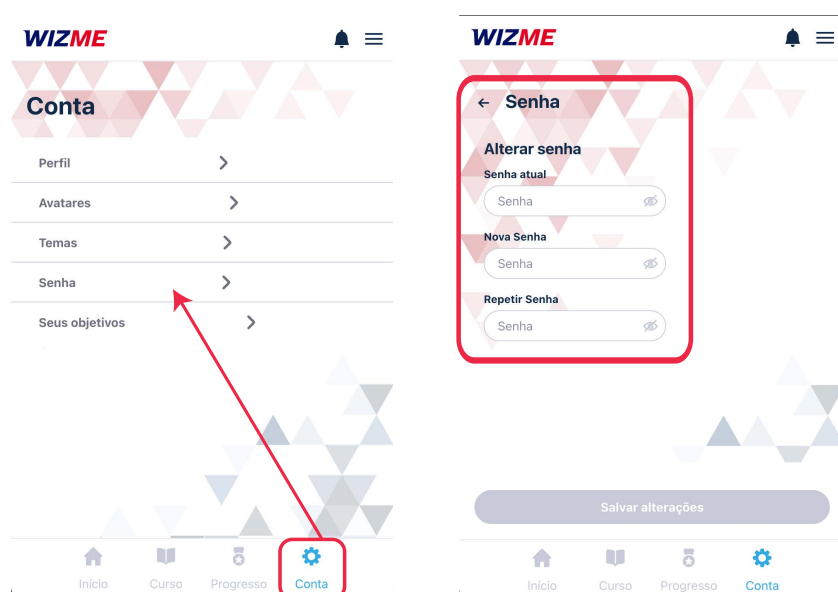 WIZME
Conta
Perfil
Avatares
Temas
Senha
Seus objetivos
Início
Curso
Progresso
Conta
WIZME
Senha
Alterar senha
Senha atual
Senha
Nova Senha
Senha
Repetir Senha
Senha
Salvar alterações
Início
Curso
Progresso
Conta